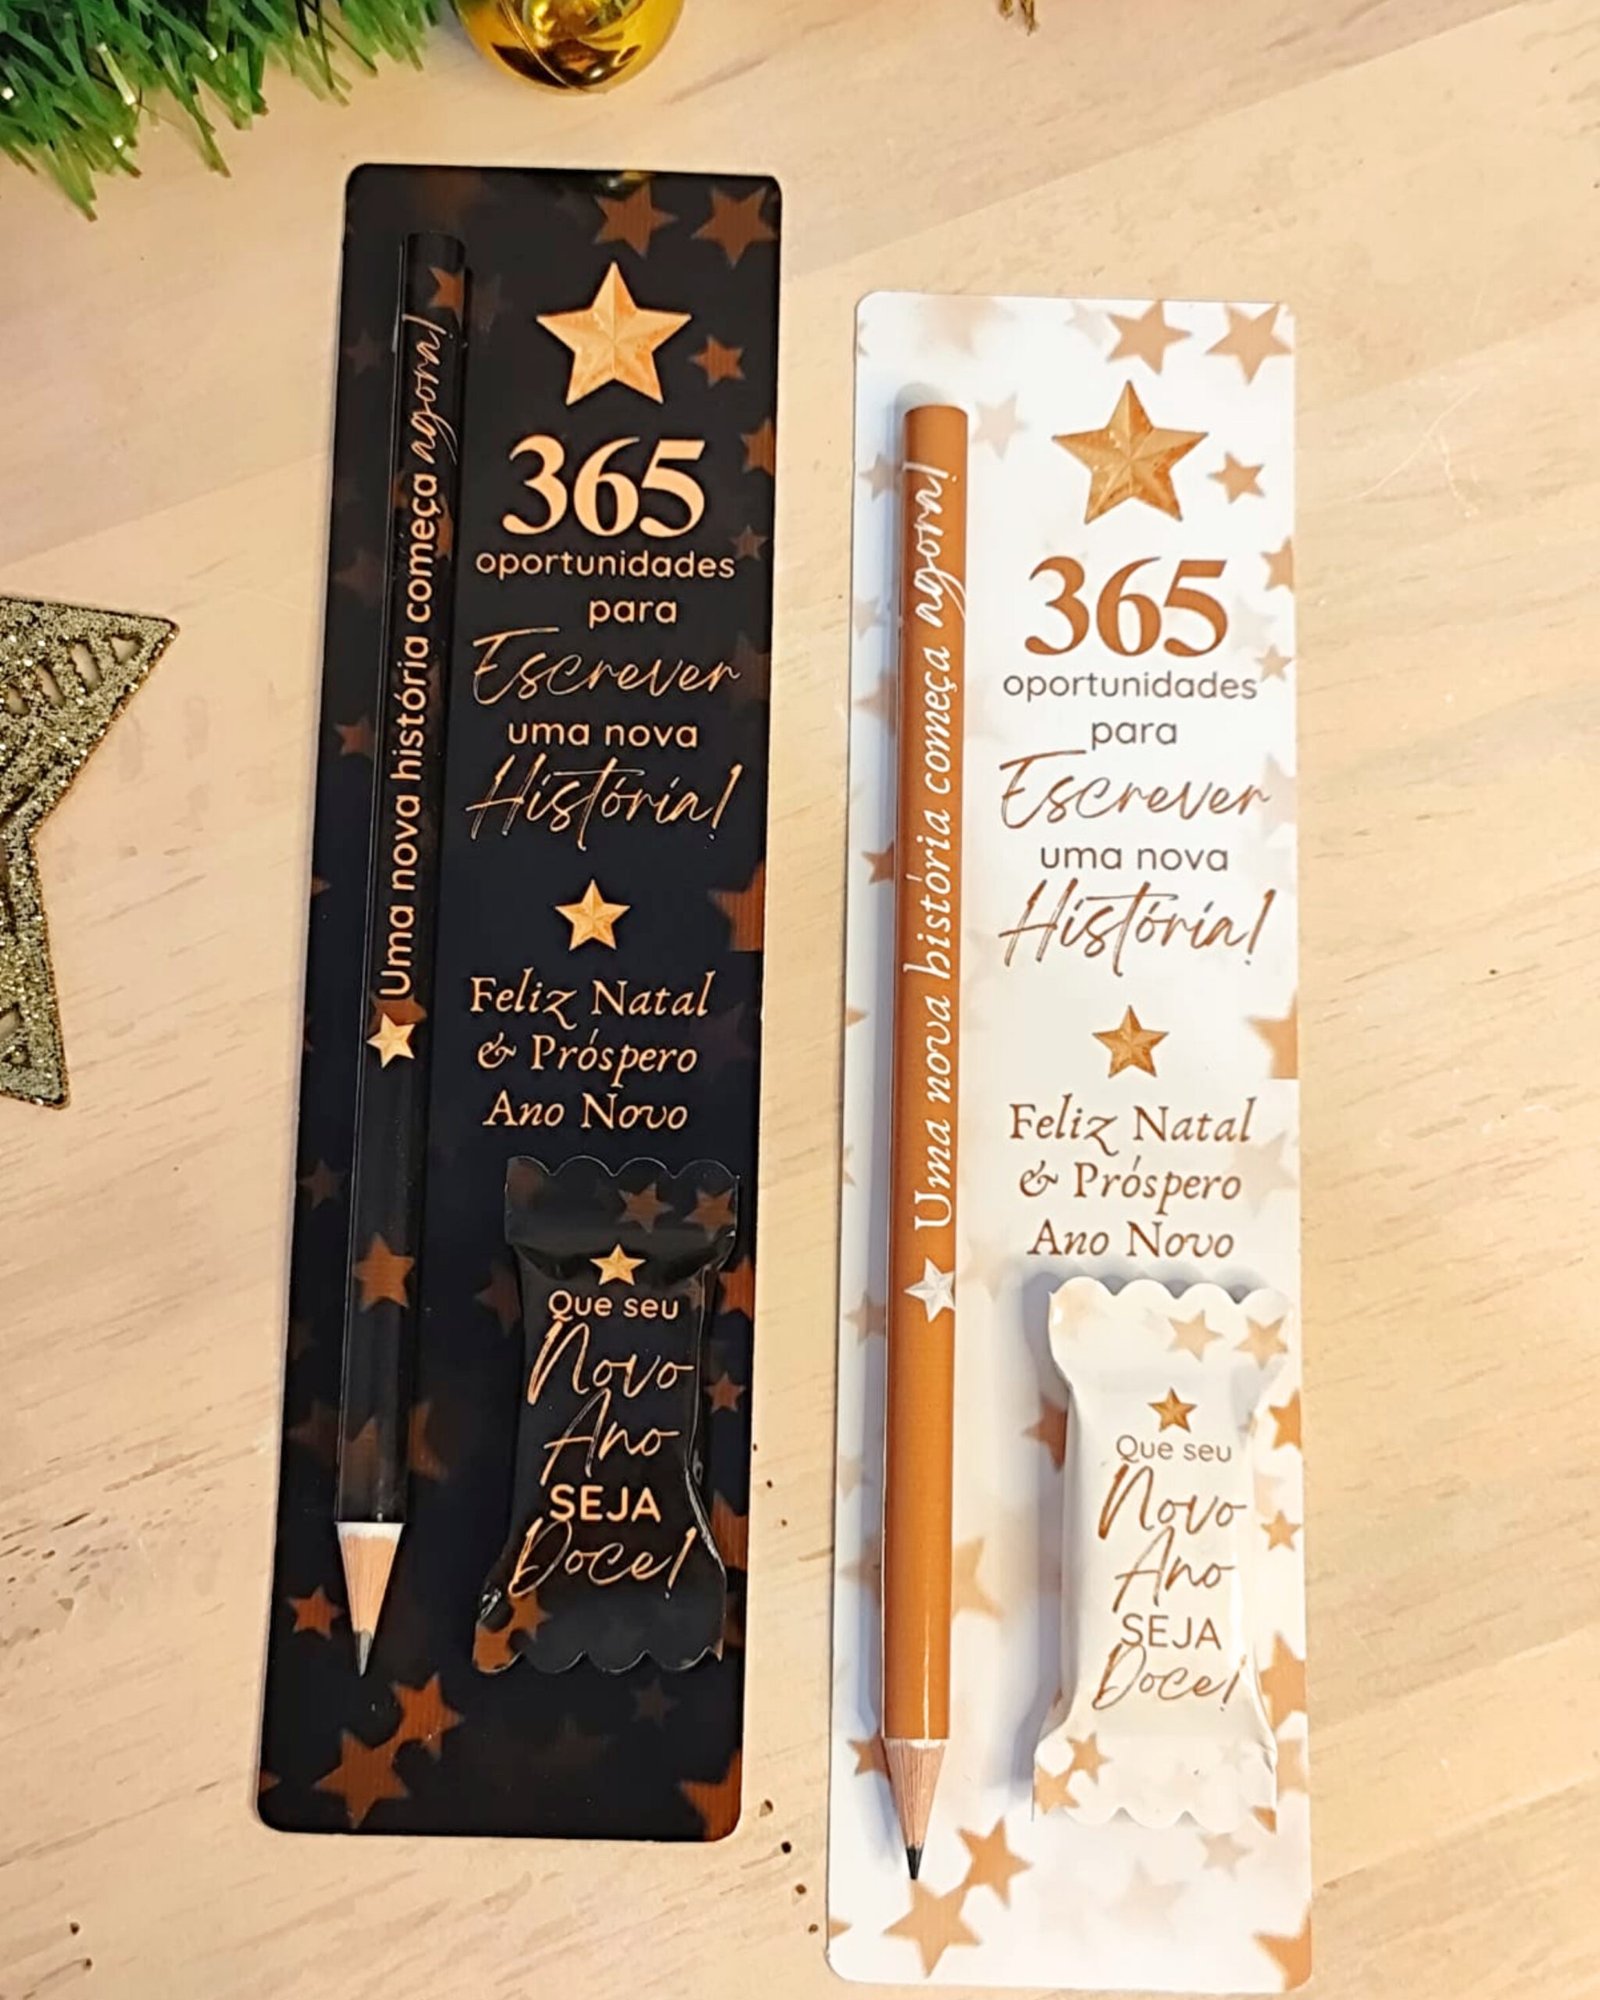 Uma nova história começa agora!
365
oportunidades
para
Escrever
uma nova
História!
Feliz Natal
& Próspero
Ano Novo
Que seu
Novo
Ano
SEJA
Doce!
Uma nova história começa agora!
365
oportunidades
para
Escrever
uma nova
História!
Feliz Natal
& Próspero
Ano Novo
Que seu
Novo
Ano
SEJA
Doce!